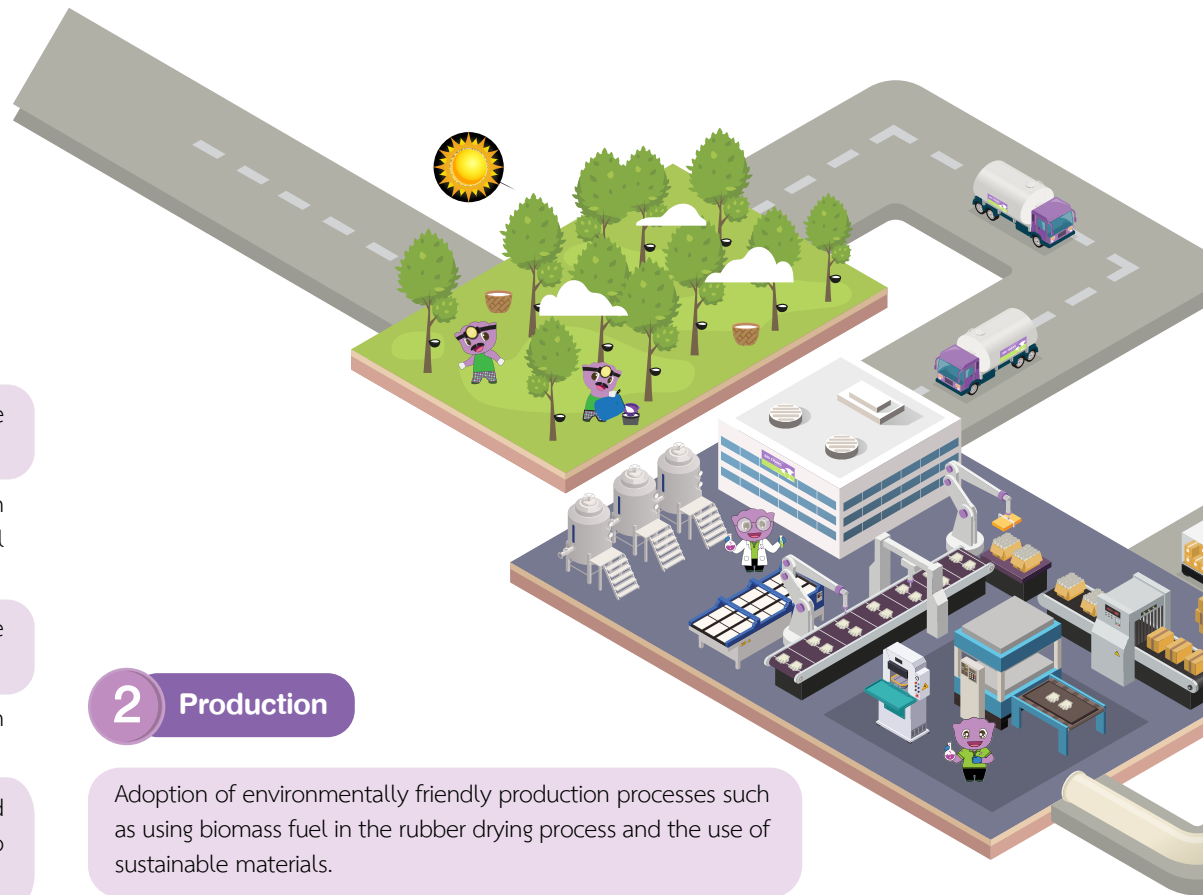 e
n
l
e
n
d
o
2 Production
Adoption of environmentally friendly production processes such
as using biomass fuel in the rubber drying process and the use of
sustainable materials.